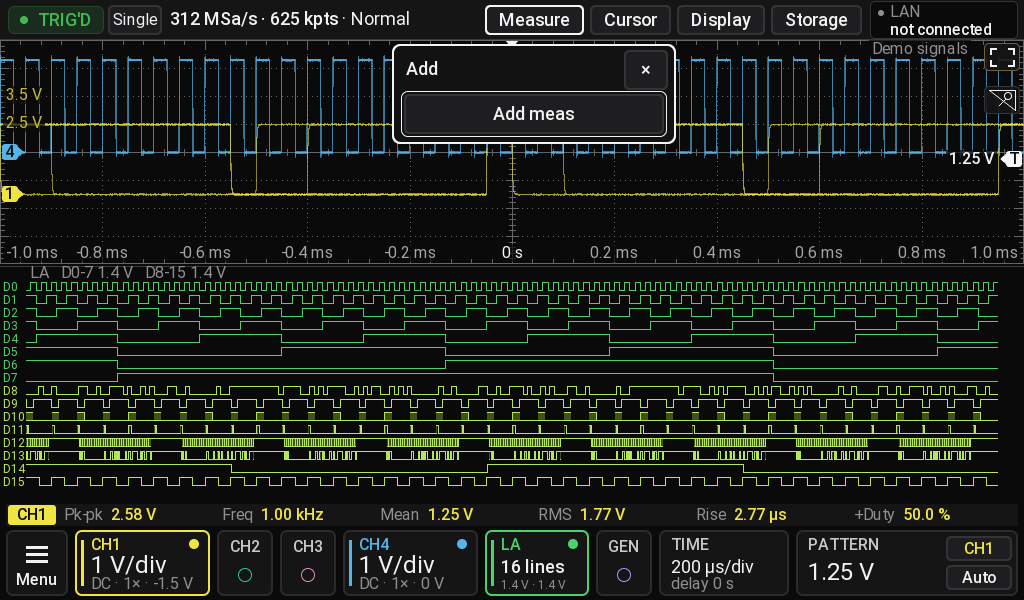 TRIG'D Single 312 MSa/s · 625 kpts · Normal Measure Cursor Display Storage LAN
not connected
Demo signals
Add ×
Add meas
3.5 V
2.5 V
4
1.25 V T
1
-1.0 ms -0.8 ms -0.6 ms -0.4 ms -0.2 ms 0 s 0.2 ms 0.4 ms 0.6 ms 0.8 ms 1.0 ms
LA D0-7 1.4 V D8-15 1.4 V
D0
D1
D2
D3
D4
D5
D6
D7
D8
D9
D10
D11
D12
D13
D14
D15
CH1 Pk-pk 2.58 V Freq 1.00 kHz Mean 1.25 V RMS 1.77 V Rise 2.77 µs +Duty 50.0 %
Menu
CH1
1 V/div
DC · 1× · -1.5 V
CH2
CH3
CH4
1 V/div
DC · 1× · 0 V
LA
16 lines
1.4 V · 1.4 V
GEN
TIME
200 µs/div
delay 0 s
PATTERN
1.25 V
CH1
Auto